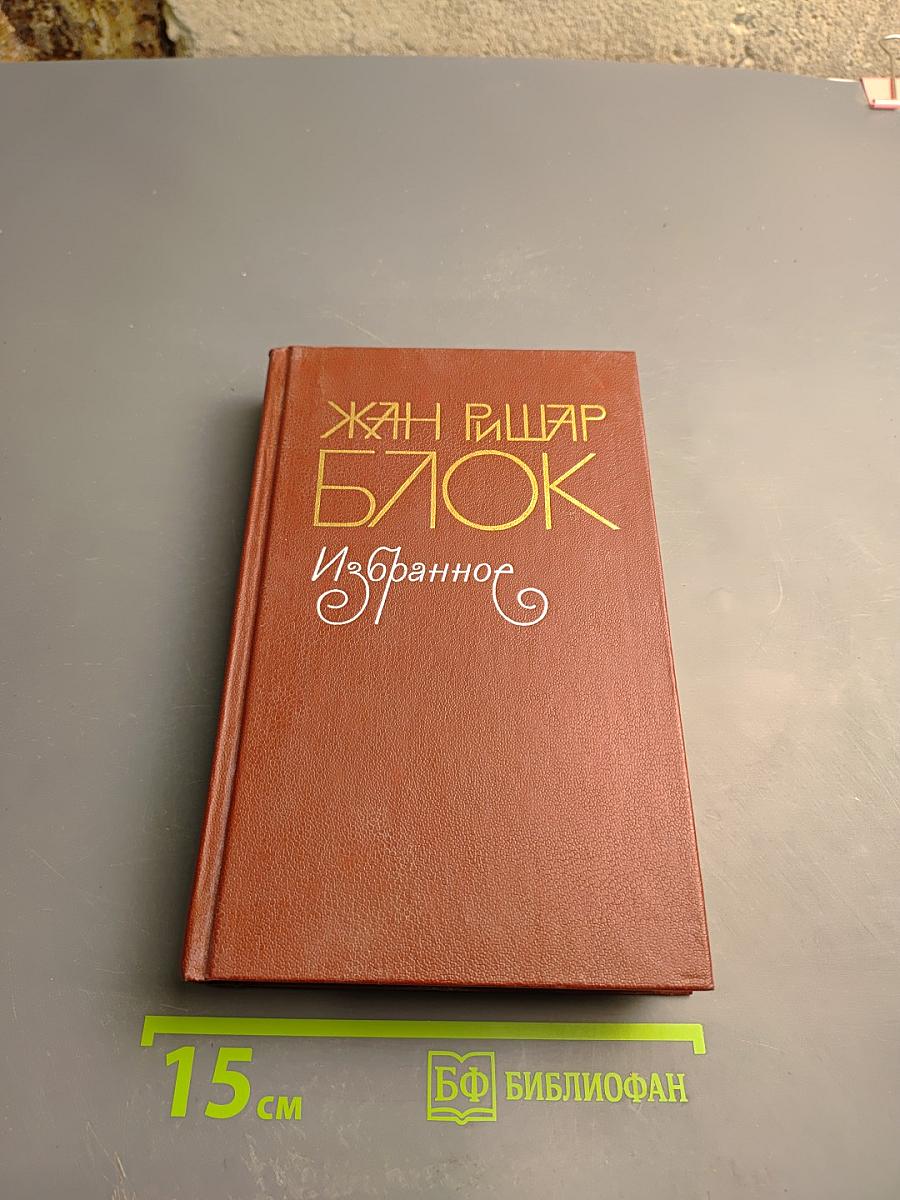 ЖАН РИШАР
БЛОК
Избранное
15 см
БФ БИБЛИОФАН